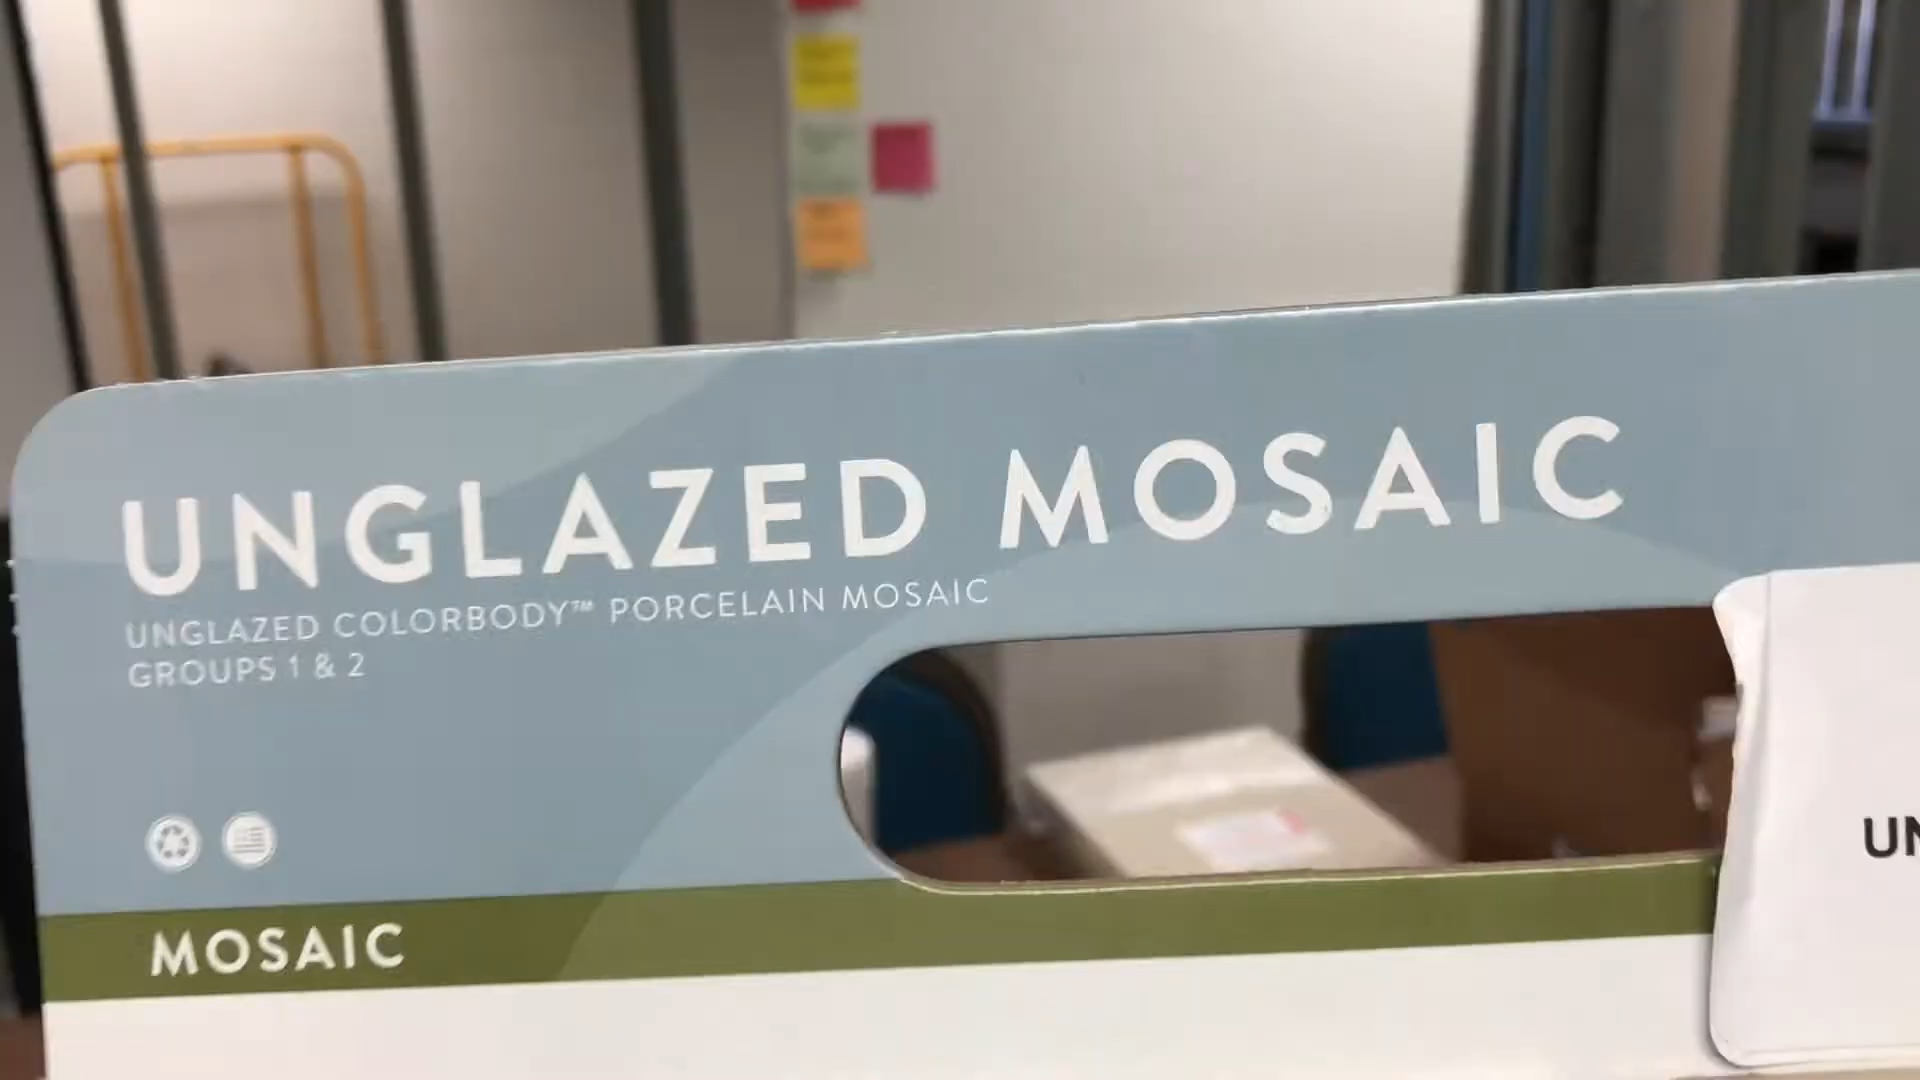 UNGLAZED MOSAIC
UNGLAZED COLORBODY™ PORCELAIN MOSAIC
GROUPS 1 & 2
MOSAIC
UN